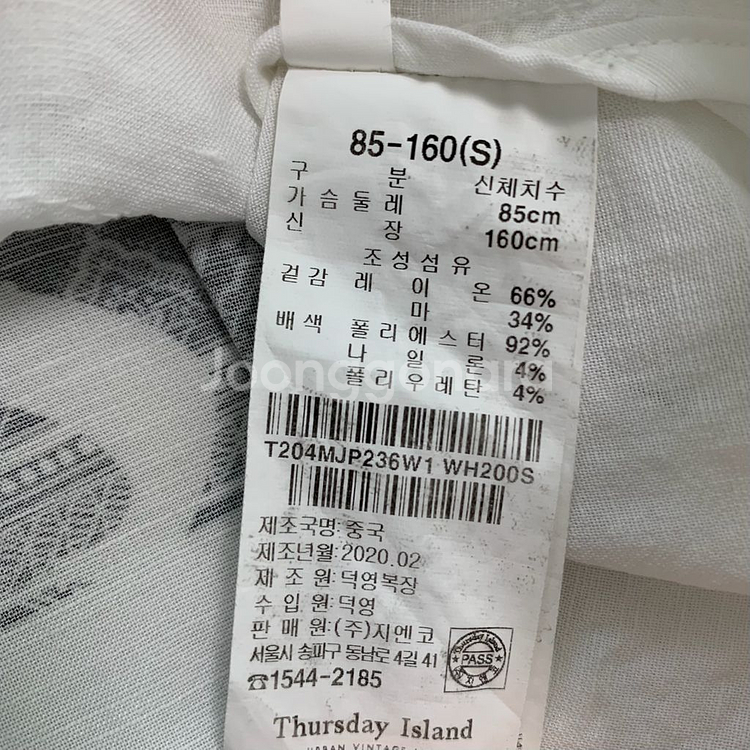 85-160(S)
구 분 신체치수
가슴둘레 85cm
신 장 160cm
조성섬유
겉감 레 이 온 66%
마 34%
배색 폴리에스터 92%
나 일 론 4%
폴리우레탄 4%
Joonggonara
T204MJP236W1 WH200S
제조국명:중국
제조년월:2020.02
제 조 원:덕영복장
수 입 원:덕영
판 매 원:(주)지엔코
서울시 송파구 동남로 4길 41
☎1544-2185
Thursday Island
PASS
Thursday Island
URBAN VINTAGE